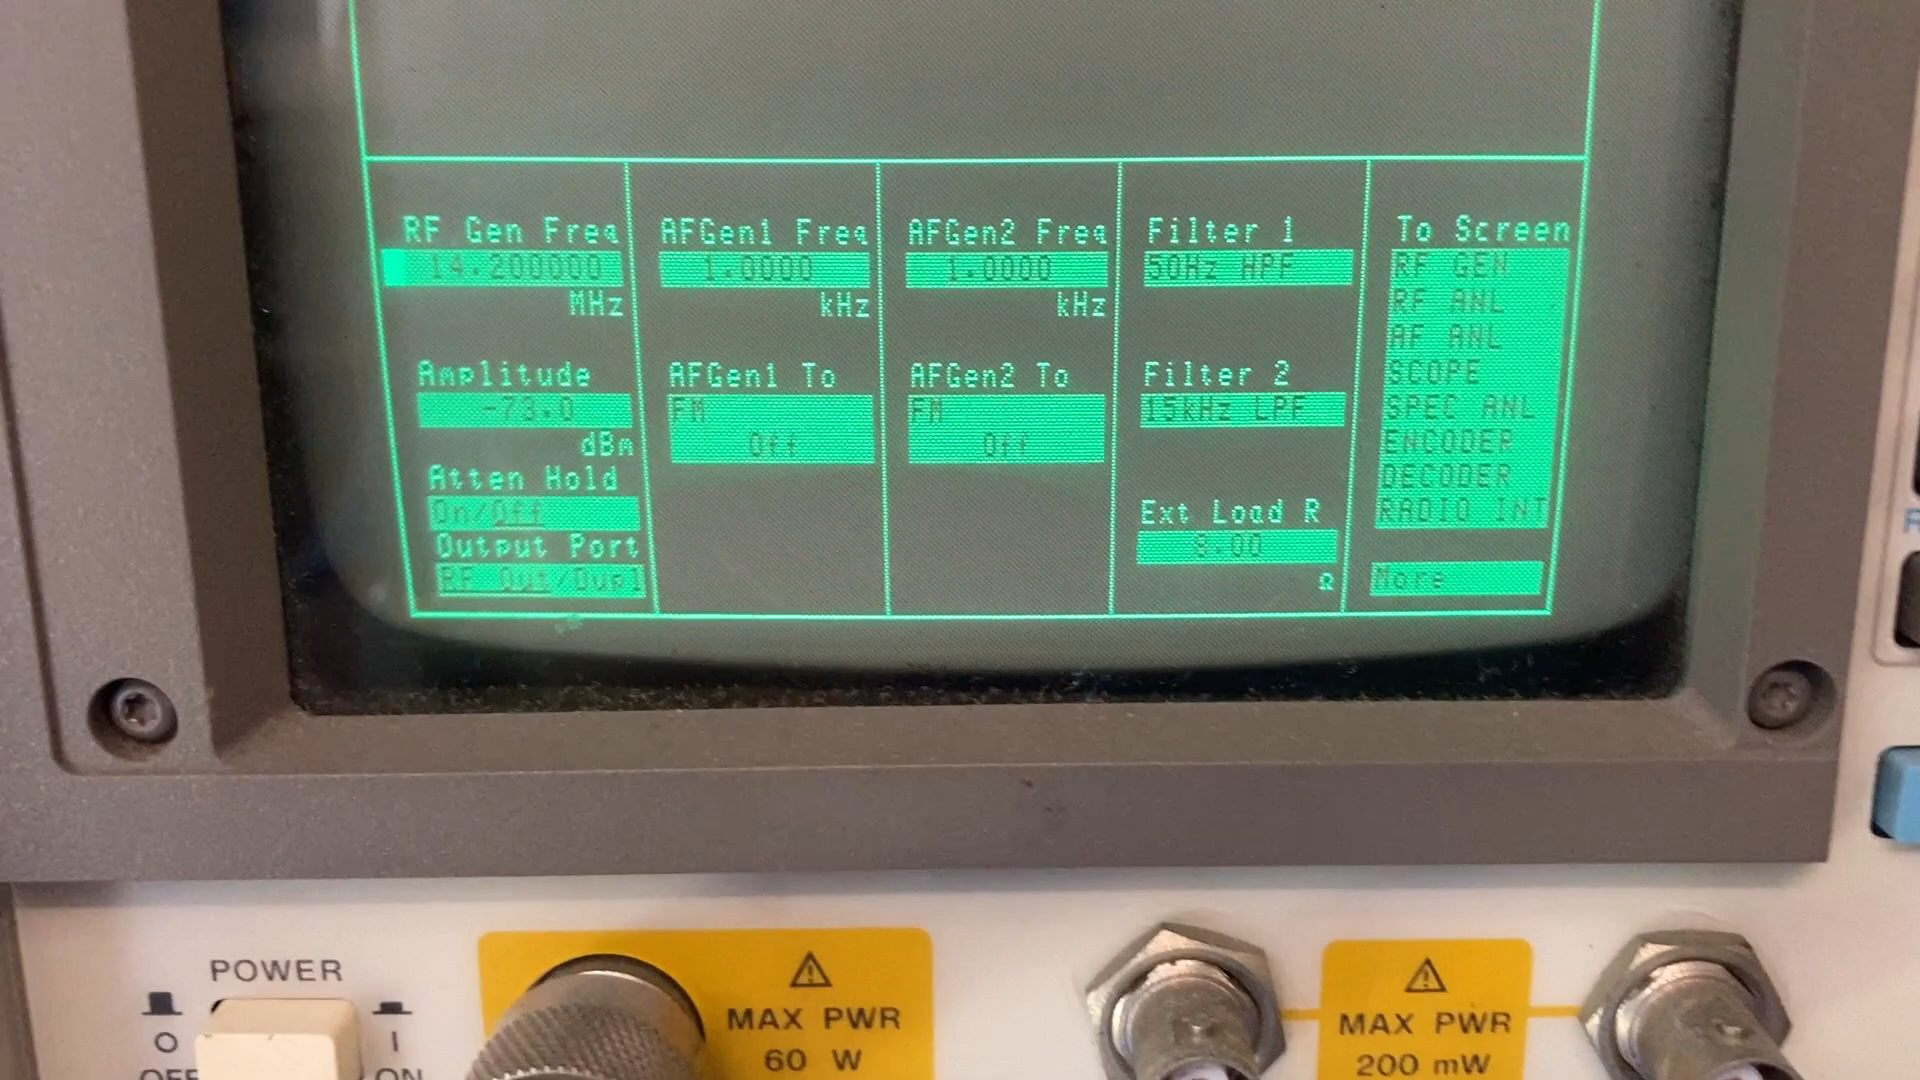 RF Gen Freq
14.200000
MHz
Amplitude
-73.0
dBm
Atten Hold
On/Off
Output Port
RF Out/Dupl
AFGen1 Freq
1.0000
kHz
AFGen1 To
FM
Off
AFGen2 Freq
1.0000
kHz
AFGen2 To
FM
Off
Filter 1
50Hz HPF
Filter 2
15kHz LPF
Ext Load R
8.00
Ω
To Screen
RF GEN
RF ANL
AF ANL
SCOPE
SPEC ANL
ENCODER
DECODER
RADIO INT
More
POWER
O
OFF
I
ON
MAX PWR
60 W
MAX PWR
200 mW